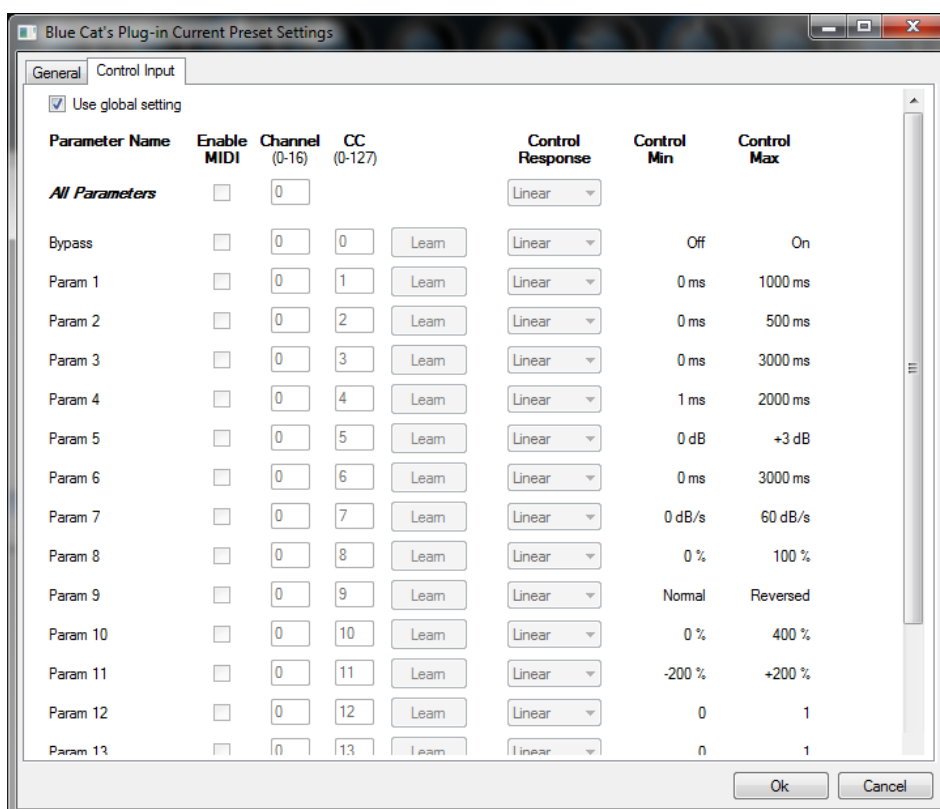 Blue Cat's Plug-in Current Preset Settings
General Control Input
Use global setting
Parameter Name Enable MIDI Channel (0-16) CC (0-127) Control Response Control Min Control Max
All Parameters 0 Linear
Bypass 0 0 Learn Linear Off On
Param 1 0 1 Learn Linear 0 ms 1000 ms
Param 2 0 2 Learn Linear 0 ms 500 ms
Param 3 0 3 Learn Linear 0 ms 3000 ms
Param 4 0 4 Learn Linear 1 ms 2000 ms
Param 5 0 5 Learn Linear 0 dB +3 dB
Param 6 0 6 Learn Linear 0 ms 3000 ms
Param 7 0 7 Learn Linear 0 dB/s 60 dB/s
Param 8 0 8 Learn Linear 0 % 100 %
Param 9 0 9 Learn Linear Normal Reversed
Param 10 0 10 Learn Linear 0 % 400 %
Param 11 0 11 Learn Linear -200 % +200 %
Param 12 0 12 Learn Linear 0 1
Param 13 0 13 Learn Linear 0 1
Ok Cancel